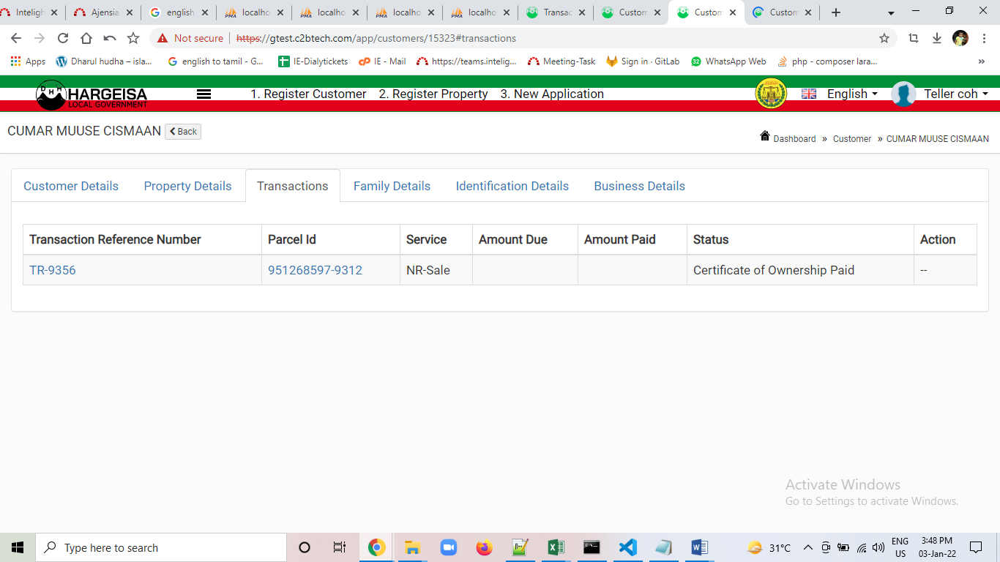 Inteligh
Ajensia
english
localho
localho
localho
localho
Transac
Custom
Custom
Custom
Not secure
https://gtest.c2btech.com/app/customers/15323#transactions
Apps
Dharul hudha – isla...
english to tamil - G...
IE-Dialytickets
IE - Mail
https://teams.intelig...
Meeting-Task
Sign in · GitLab
WhatsApp Web
php - composer lara...
»
DHH HARGEISA
LOCAL GOVERNMENT
1. Register Customer 2. Register Property 3. New Application
English
Teller coh
CUMAR MUUSE CISMAAN Back
Dashboard » Customer » CUMAR MUUSE CISMAAN
Customer Details Property Details Transactions Family Details Identification Details Business Details
Transaction Reference Number Parcel Id Service Amount Due Amount Paid Status Action
TR-9356 951268597-9312 NR-Sale Certificate of Ownership Paid --
Activate Windows
Go to Settings to activate Windows.
Type here to search
31°C
ENG
US
3:48 PM
03-Jan-22